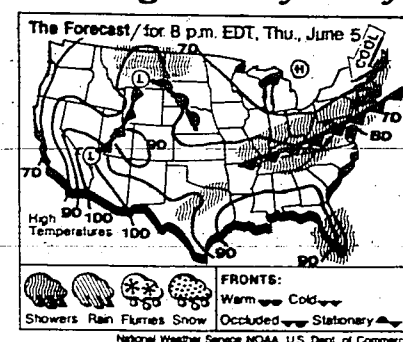 The Forecast/for 8 p.m. EDT, Thu., June 5
COOL
70
L
H
70
80
L
90
70
90
100
100
High
Temperatures
90
90
Showers Rain Flurries Snow
FRONTS:
Warm Cold
Occluded Stationary
National Weather Service NOAA U.S. Dept. of Commerce